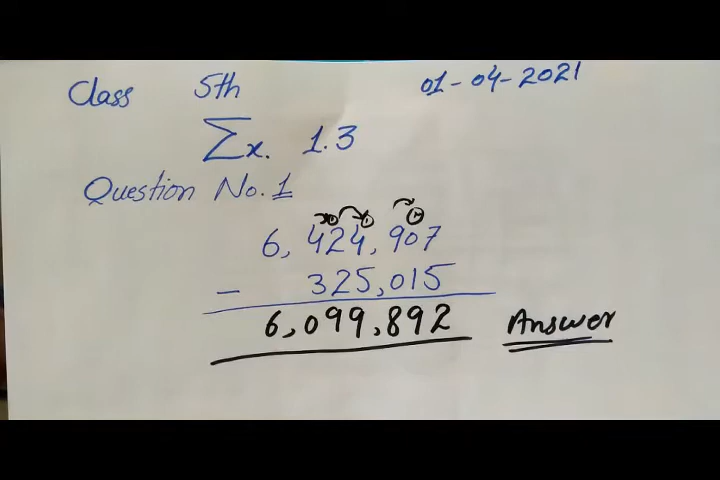 Class 5th 01-04-2021
Σx. 1.3
Question No.1
6,424,907
- 325,015
6,099,892 Answer